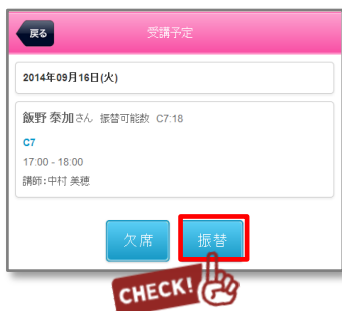 戻る
受講予定
2014年09月16日(火)
飯野 泰加さん 振替可能数 C7:18
C7
17:00 - 18:00
講師:中村 美穂
欠席
振替
CHECK!